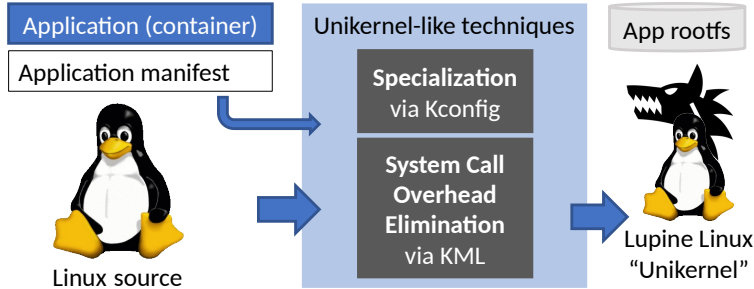 Application (container)
Application manifest
Linux source
Unikernel-like techniques
Specialization
via Kconfig
System Call
Overhead
Elimination
via KML
App rootfs
Lupine Linux
“Unikernel”